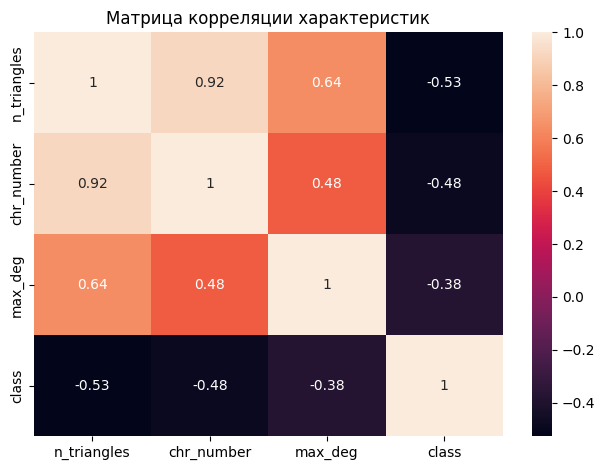 Матрица корреляции характеристик
n_triangles 1 0.92 0.64 -0.53
chr_number 0.92 1 0.48 -0.48
max_deg 0.64 0.48 1 -0.38
class -0.53 -0.48 -0.38 1
n_triangles chr_number max_deg class
1.0
0.8
0.6
0.4
0.2
0.0
−0.2
−0.4